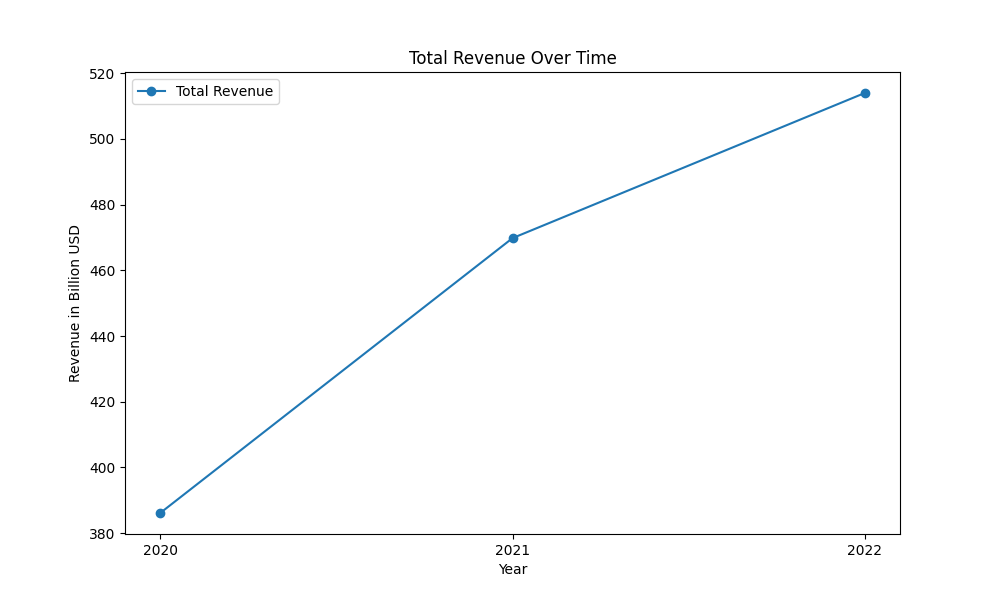 Total Revenue Over Time
Total Revenue
520
500
480
460
440
420
400
380
Revenue in Billion USD
2020 2021 2022
Year